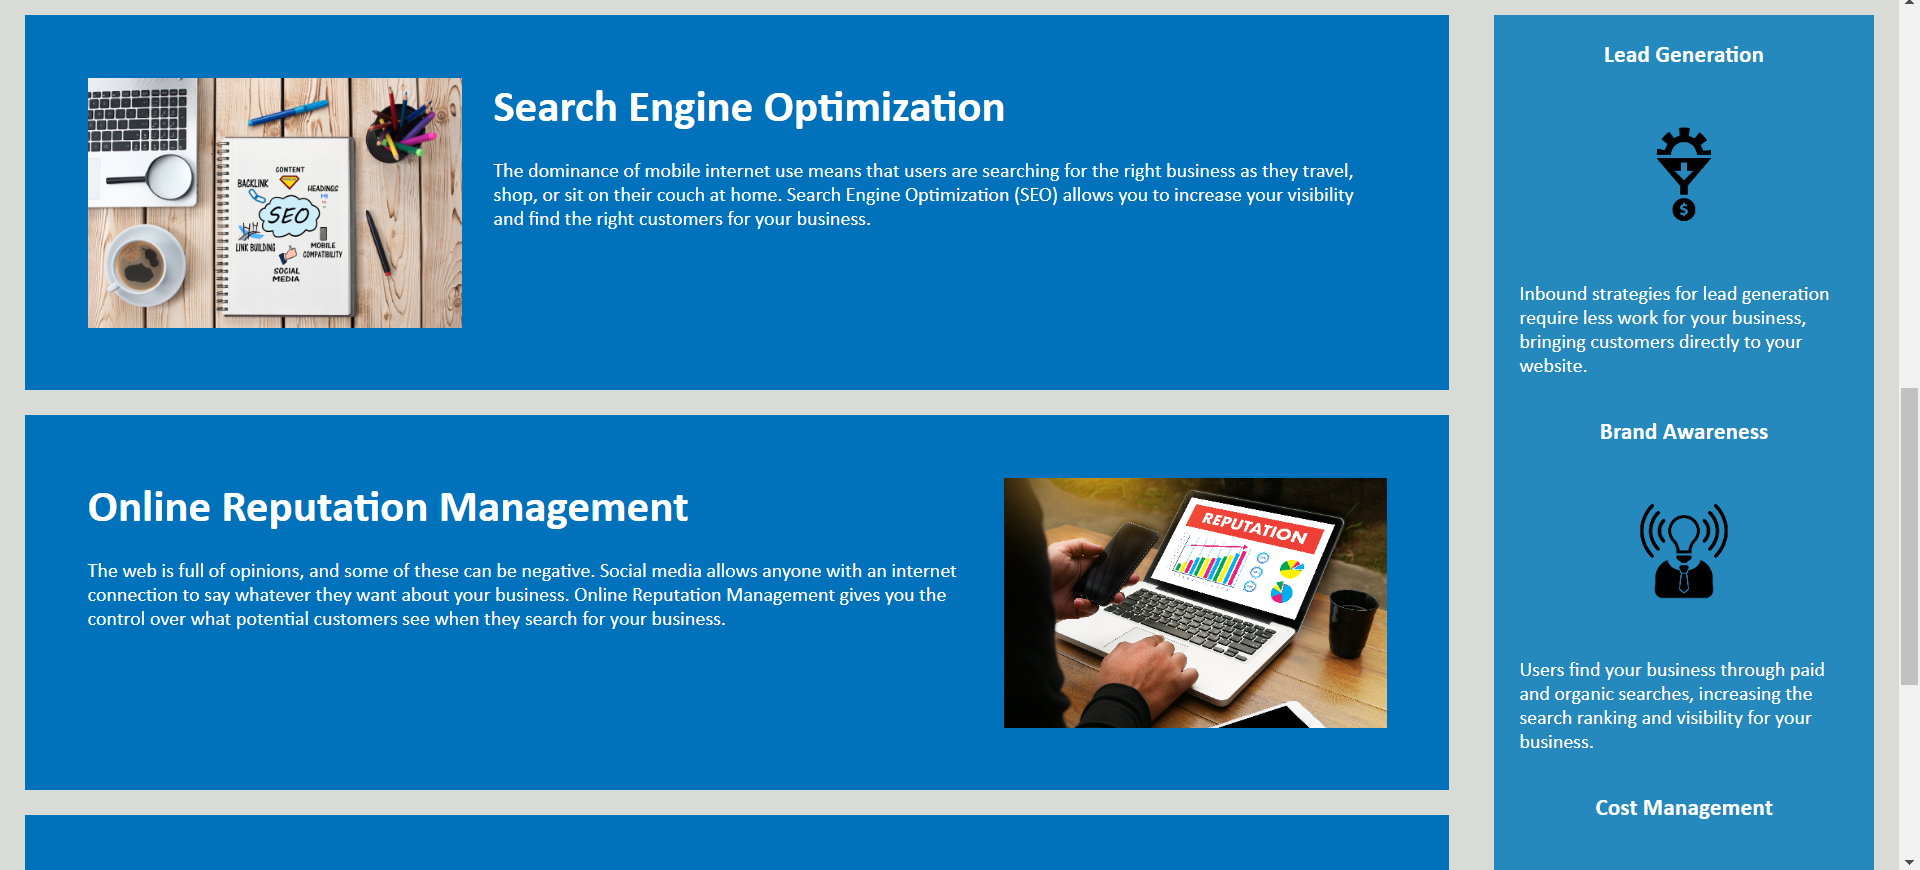 Search Engine Optimization
The dominance of mobile internet use means that users are searching for the right business as they travel,
shop, or sit on their couch at home. Search Engine Optimization (SEO) allows you to increase your visibility
and find the right customers for your business.
CONTENT
BACKLINK
HEADINGS
SEO
LINK BUILDING
MOBILE
COMPATIBILITY
SOCIAL
MEDIA
Online Reputation Management
The web is full of opinions, and some of these can be negative. Social media allows anyone with an internet
connection to say whatever they want about your business. Online Reputation Management gives you the
control over what potential customers see when they search for your business.
REPUTATION
Lead Generation
$
Inbound strategies for lead generation
require less work for your business,
bringing customers directly to your
website.
Brand Awareness
Users find your business through paid
and organic searches, increasing the
search ranking and visibility for your
business.
Cost Management